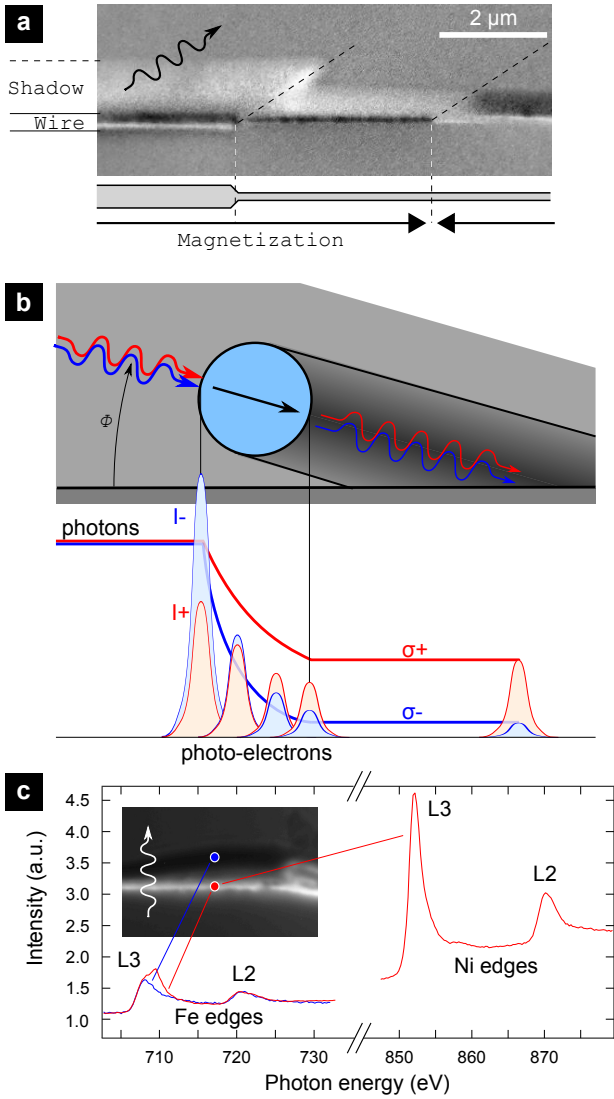 a
2 µm
Shadow
Wire
Magnetization
b
Φ
photons
I-
I+
σ+
σ-
photo-electrons
c
4.5
4.0
3.5
3.0
2.5
2.0
1.5
1.0
Intensity (a.u.)
L3
L2
L3
L2
Ni edges
Fe edges
710 720 730 850 860 870
Photon energy (eV)